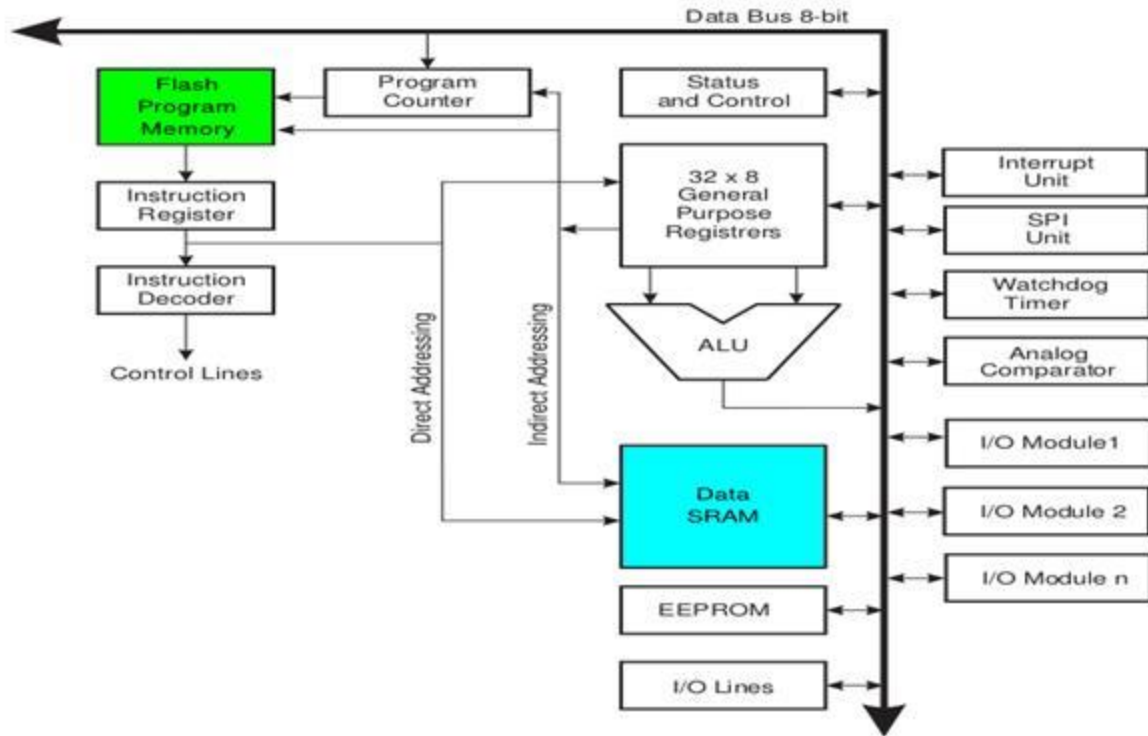 Data Bus 8-bit
Flash
Program
Memory
Program
Counter
Status
and Control
Instruction
Register
32 x 8
General
Purpose
Registrers
Interrupt
Unit
SPI
Unit
Instruction
Decoder
Watchdog
Timer
Control Lines
Direct Addressing
Indirect Addressing
ALU
Analog
Comparator
I/O Module1
Data
SRAM
I/O Module 2
I/O Module n
EEPROM
I/O Lines